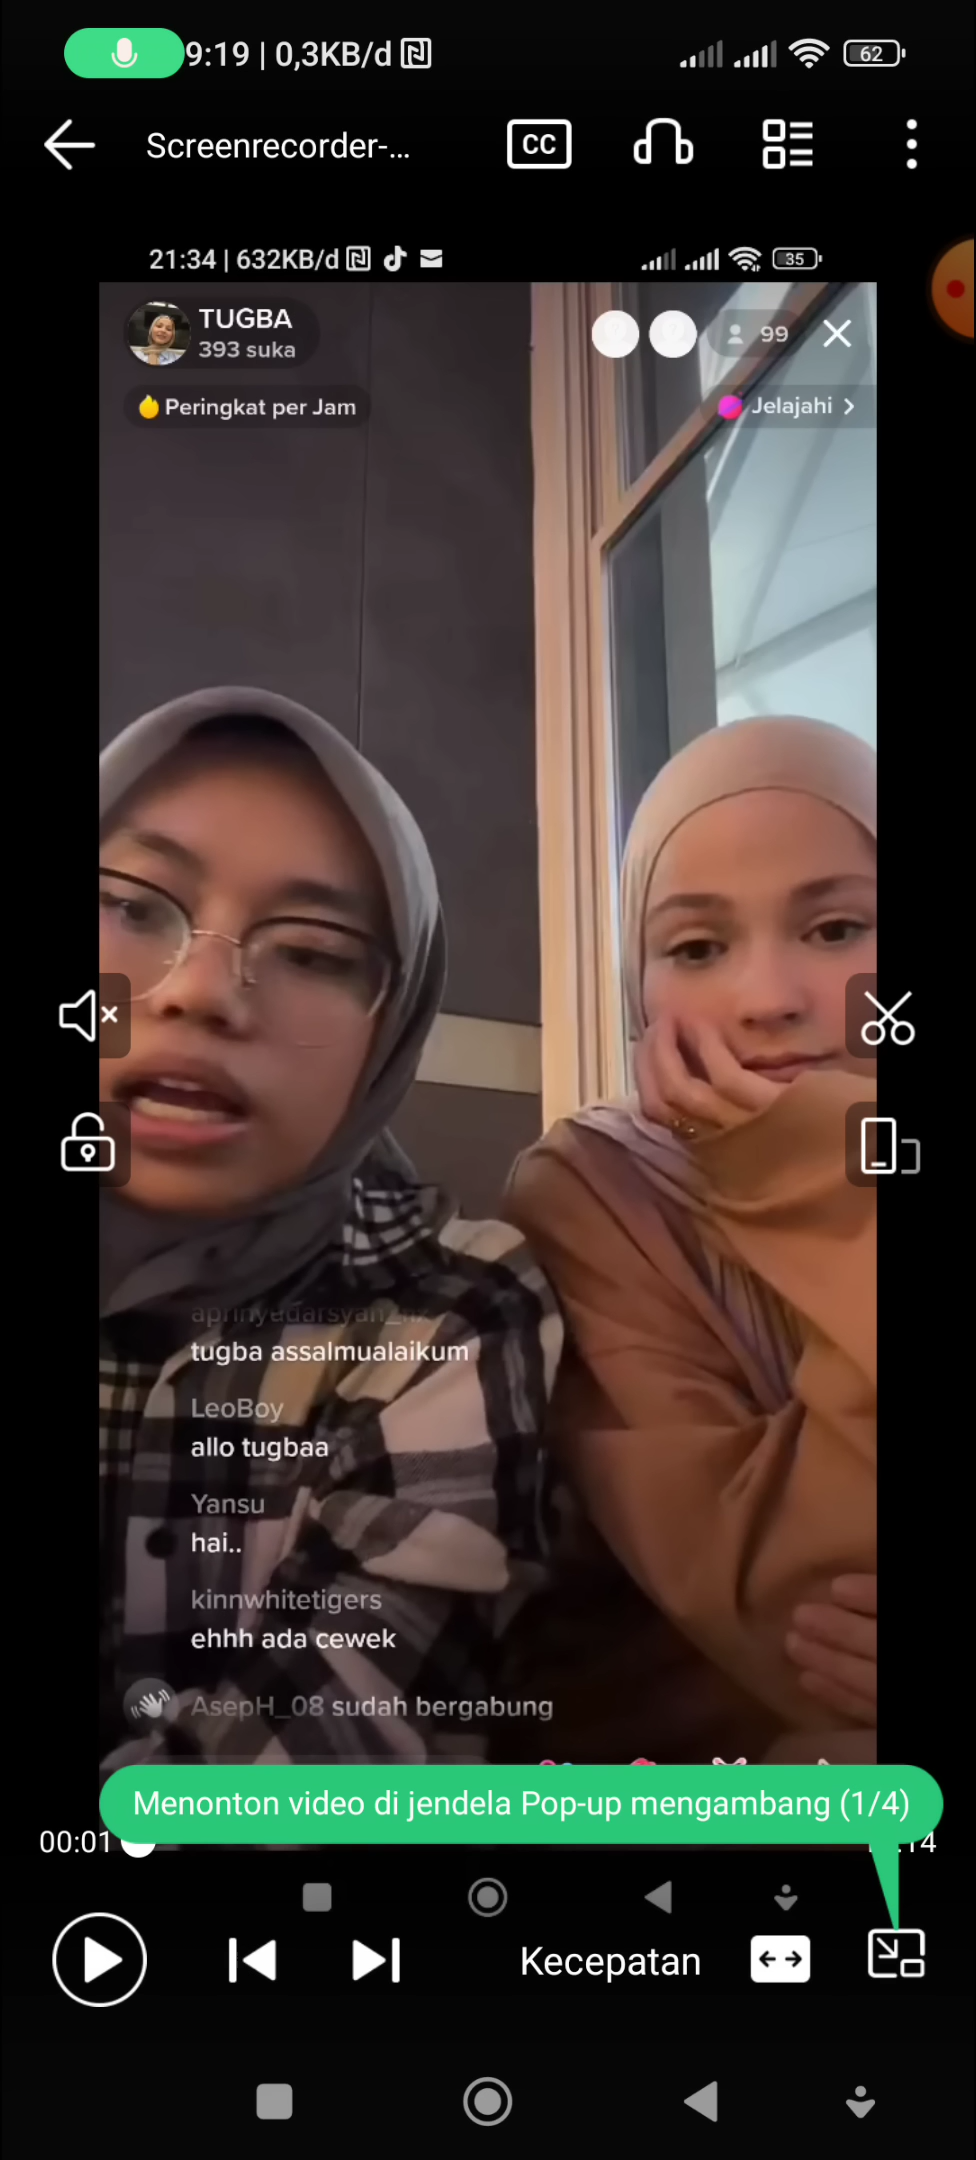 9:19 | 0,3KB/d
62
Screenrecorder-...
CC
21:34 | 632KB/d
35
TUGBA
393 suka
99
Peringkat per Jam
Jelajahi
tugba assalmualaikum
LeoBoy
allo tugbaa
Yansu
hai..
kinnwhitetigers
ehhh ada cewek
AsepH_08 sudah bergabung
Menonton video di jendela Pop-up mengambang (1/4)
00:01
Kecepatan